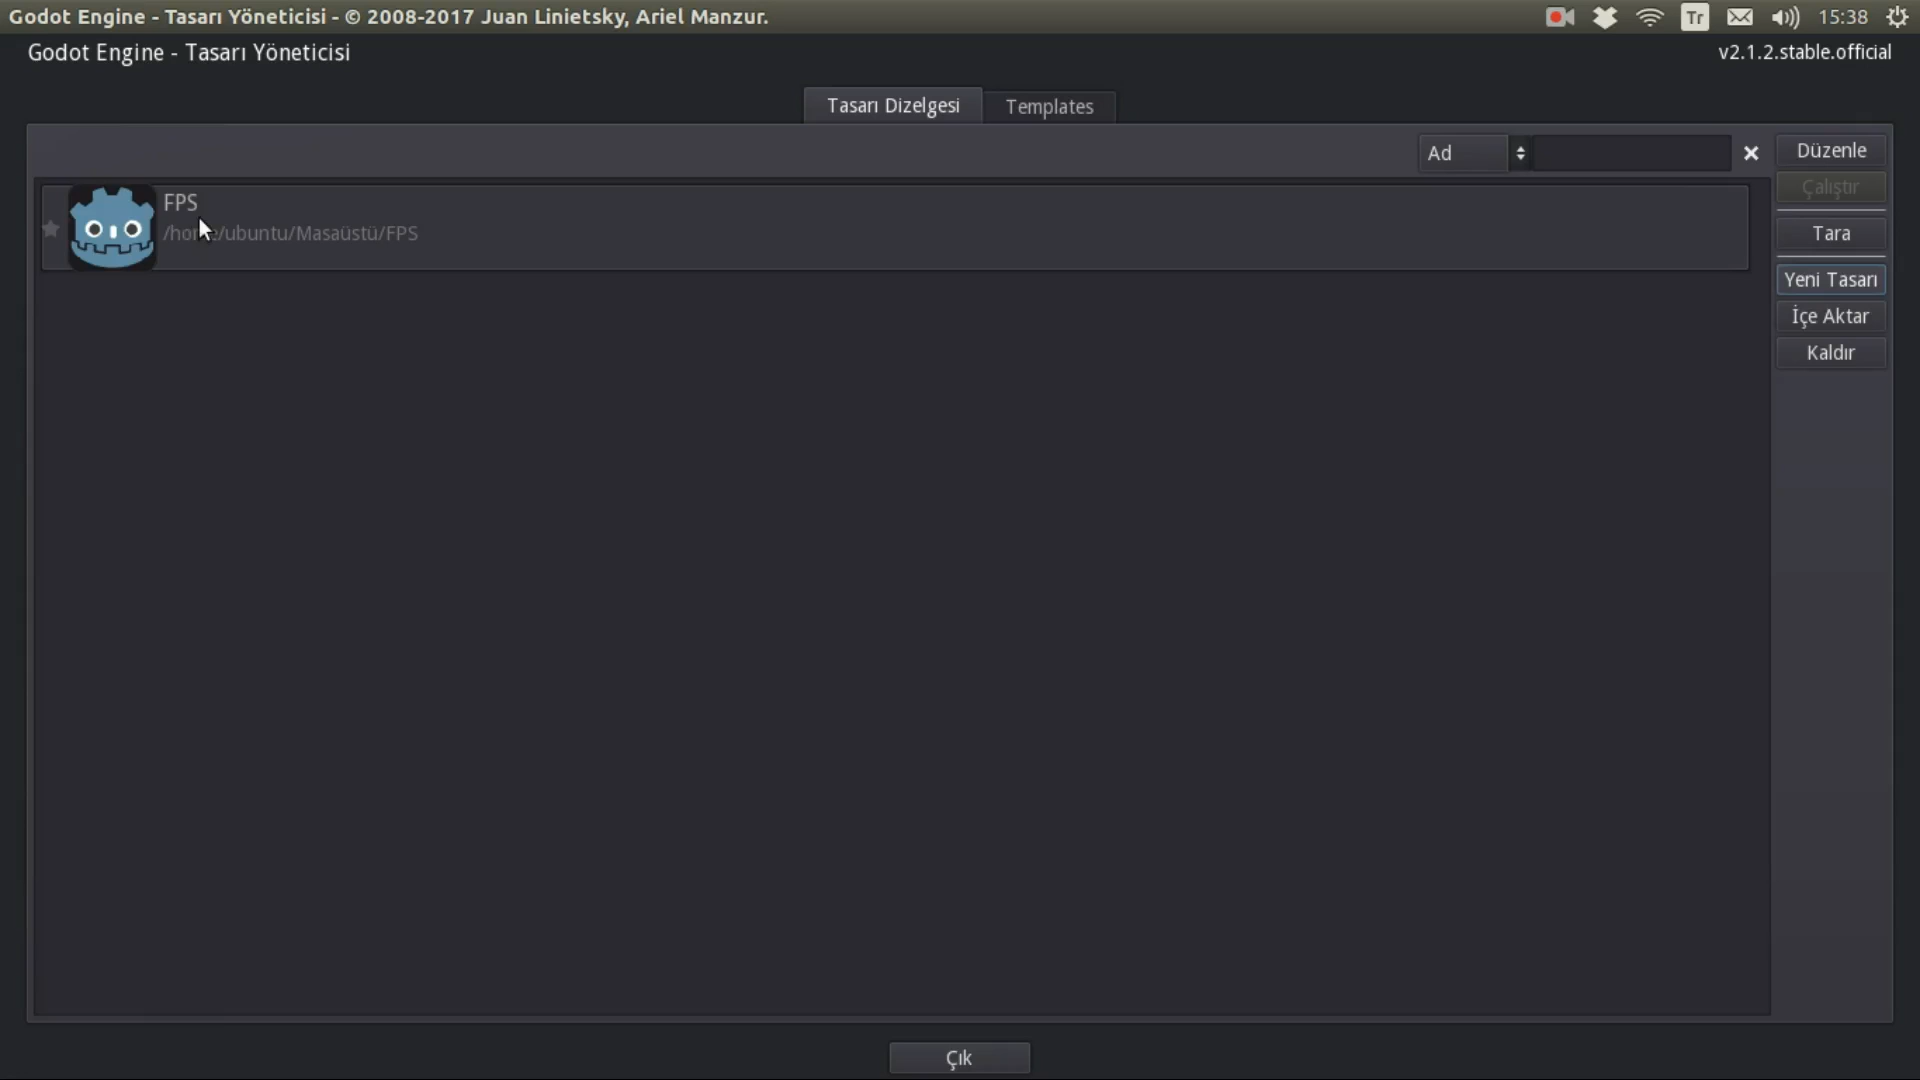 Godot Engine - Tasarı Yöneticisi - © 2008-2017 Juan Linietsky, Ariel Manzur.
Tr
15:38
Godot Engine - Tasarı Yöneticisi
v2.1.2.stable.official
Tasarı Dizelgesi
Templates
Ad
Düzenle
Çalıştır
FPS
/home/ubuntu/Masaüstü/FPS
Tara
Yeni Tasarı
İçe Aktar
Kaldır
Çık